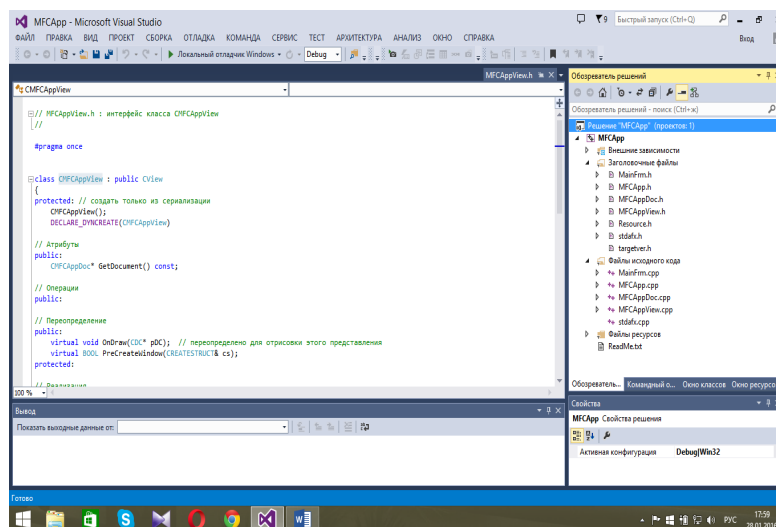 MFCApp - Microsoft Visual Studio
9
Быстрый запуск (Ctrl+Q)
ФАЙЛ ПРАВКА ВИД ПРОЕКТ СБОРКА ОТЛАДКА КОМАНДА СЕРВИС ТЕСТ АРХИТЕКТУРА АНАЛИЗ ОКНО СПРАВКА
Вход
Локальный отладчик Windows
Debug
MFCAppView.h
CMFCAppView
// MFCAppView.h : интерфейс класса CMFCAppView
//
#pragma once
class CMFCAppView : public CView
{
protected: // создать только из сериализации
CMFCAppView();
DECLARE_DYNCREATE(CMFCAppView)
// Атрибуты
public:
CMFCAppDoc* GetDocument() const;
// Операции
public:
// Переопределение
public:
virtual void OnDraw(CDC* pDC); // переопределено для отрисовки этого представления
virtual BOOL PreCreateWindow(CREATESTRUCT& cs);
protected:
// Реализация
100 %
Вывод
Показать выходные данные от:
Обозреватель решений
Обозреватель решений - поиск (Ctrl+ж)
Решение "MFCApp" (проектов: 1)
MFCApp
Внешние зависимости
Заголовочные файлы
MainFrm.h
MFCApp.h
MFCAppDoc.h
MFCAppView.h
Resource.h
stdafx.h
targetver.h
Файлы исходного кода
MainFrm.cpp
MFCApp.cpp
MFCAppDoc.cpp
MFCAppView.cpp
stdafx.cpp
Файлы ресурсов
ReadMe.txt
Обозреватель... Командный о... Окно классов Окно ресурсо
Свойства
MFCApp Свойства решения
Активная конфигурация Debug|Win32
Готово
РУС
17:59
28.01.2016